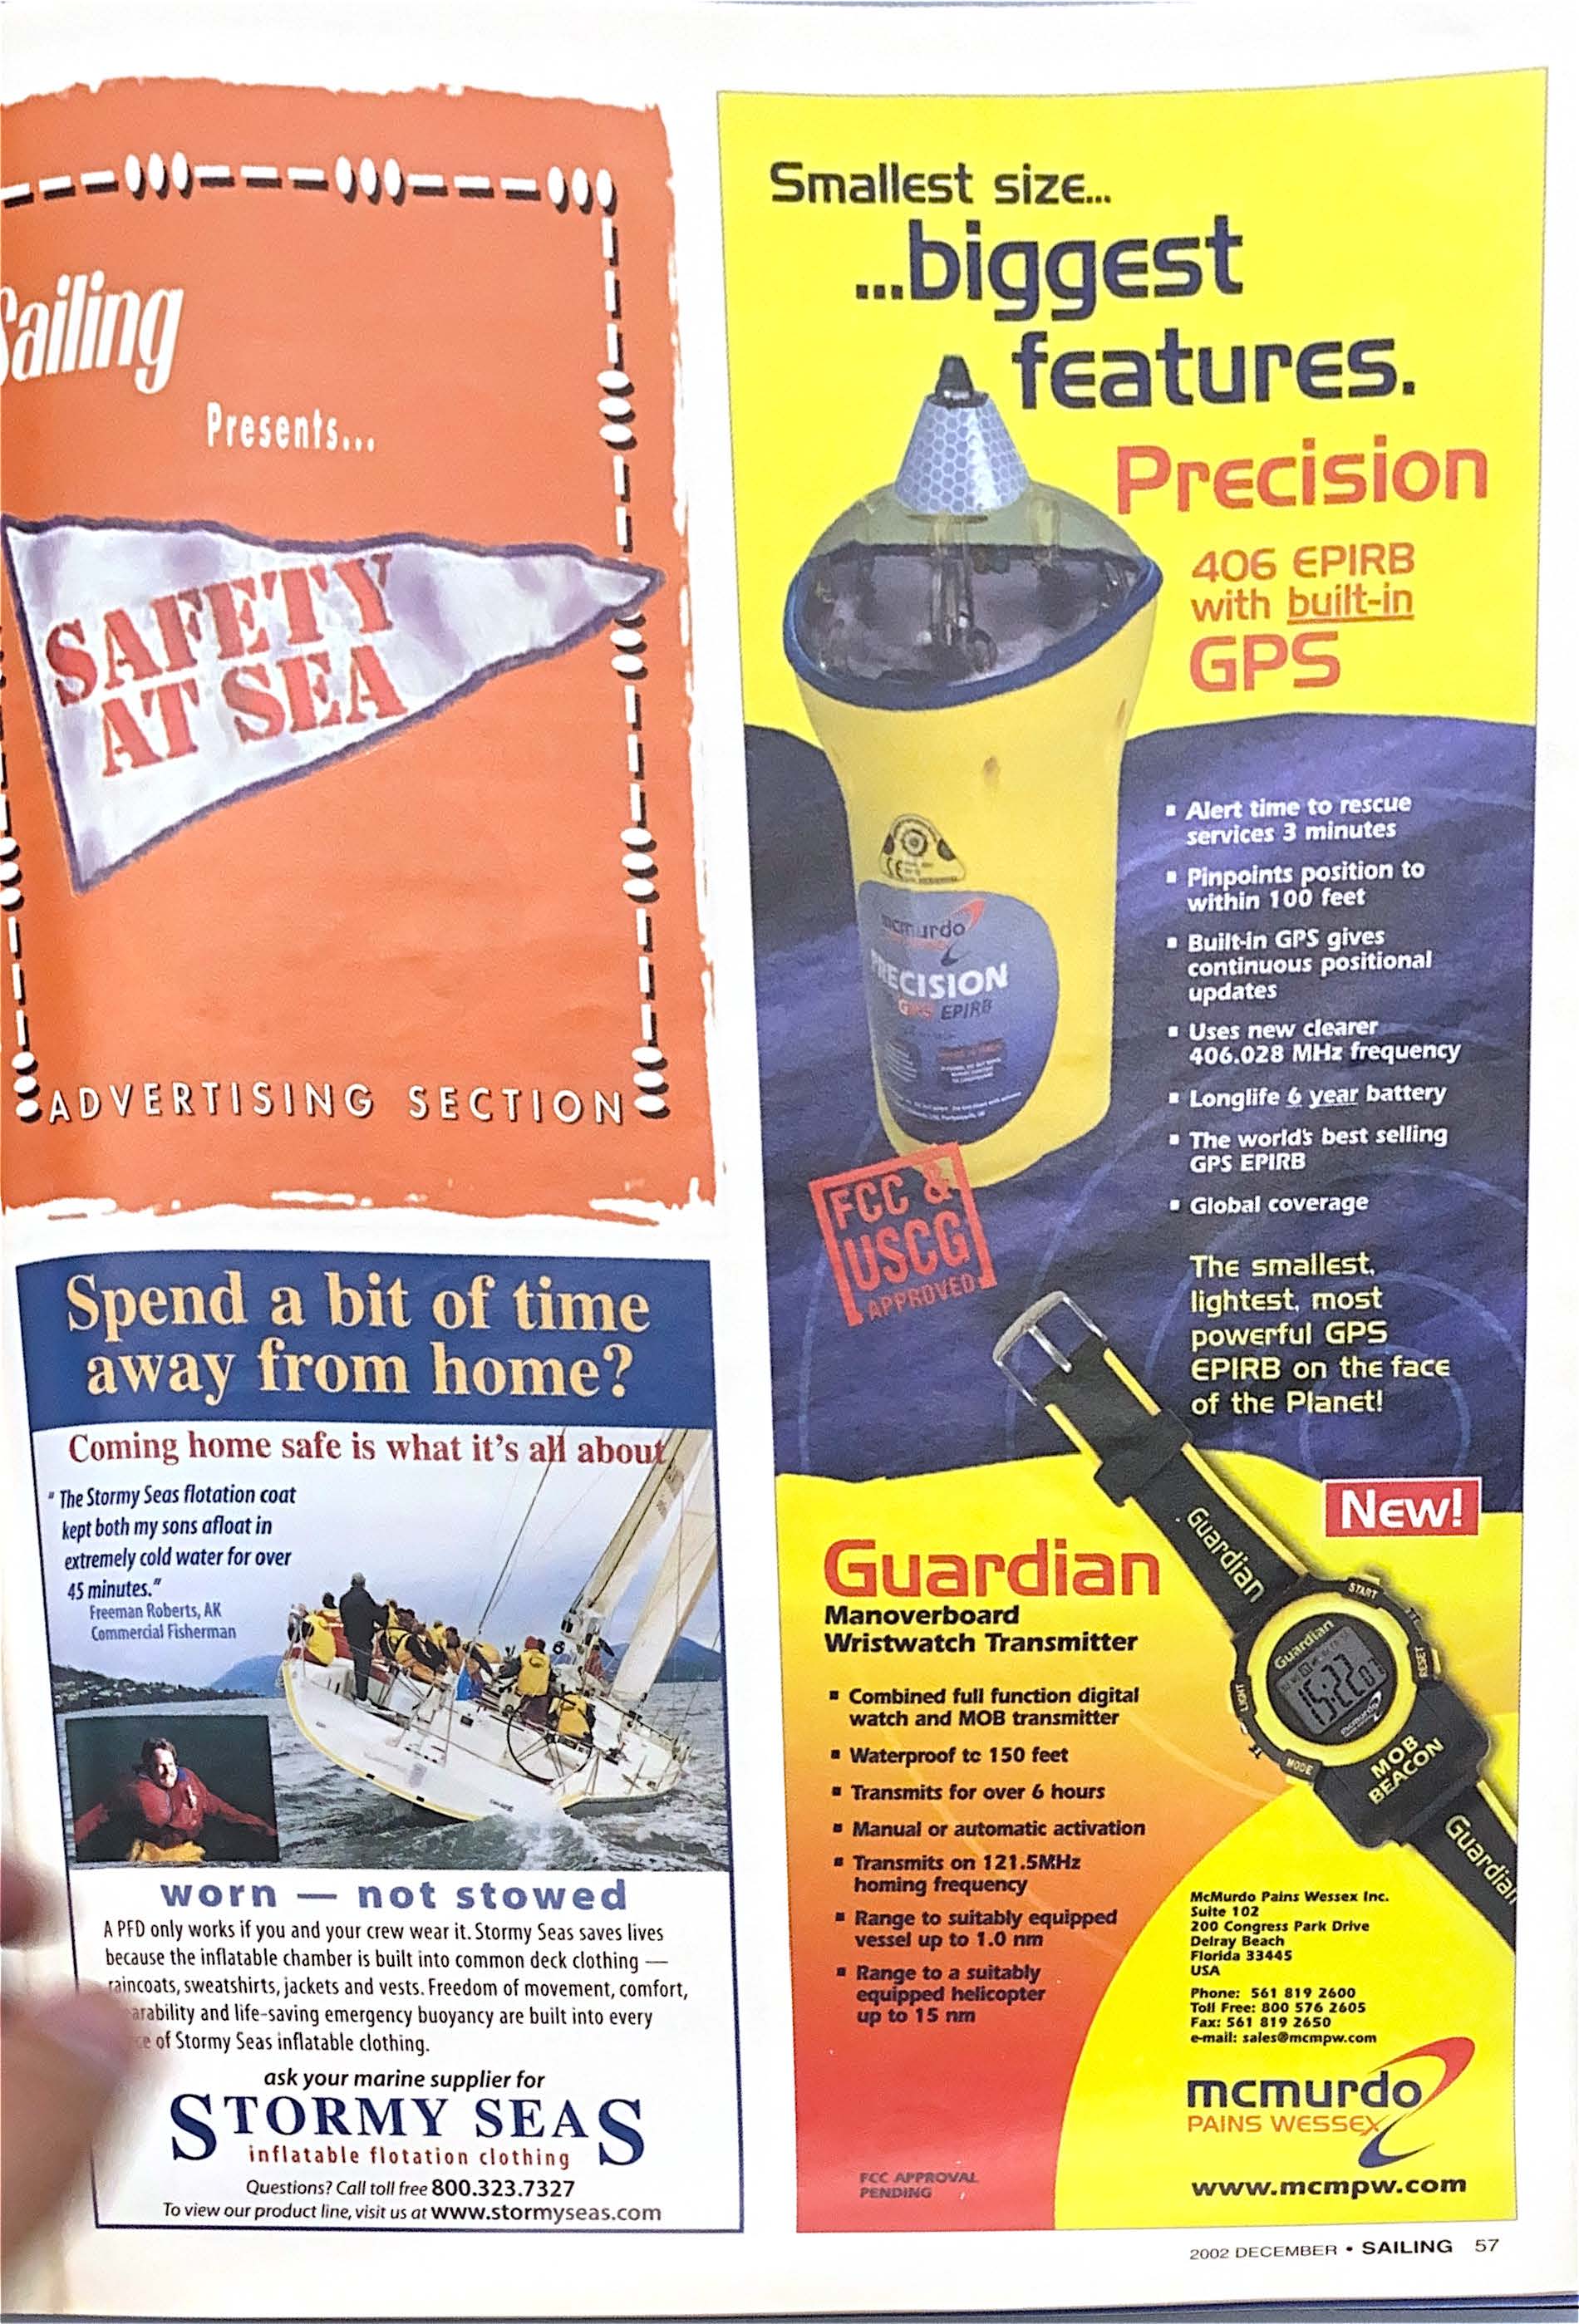 Sailing
Presents...
SAFETY
AT SEA
ADVERTISING SECTION
Spend a bit of time
away from home?
Coming home safe is what it's all about
"The Stormy Seas flotation coat
kept both my sons afloat in
extremely cold water for over
45 minutes."
Freeman Roberts, AK
Commercial Fisherman
worn — not stowed
A PFD only works if you and your crew wear it. Stormy Seas saves lives
because the inflatable chamber is built into common deck clothing —
raincoats, sweatshirts, jackets and vests. Freedom of movement, comfort,
and life-saving emergency buoyancy are built into every
of Stormy Seas inflatable clothing.
ask your marine supplier for
STORMY SEAS
inflatable flotation clothing
Questions? Call toll free 800.323.7327
To view our product line, visit us at www.stormyseas.com
Smallest size...
...biggest
features.
Precision
406 EPIRB
with built-in
GPS
mcmurdo
PRECISION
GPS EPIRB
▪ Alert time to rescue
services 3 minutes
▪ Pinpoints position to
within 100 feet
▪ Built-in GPS gives
continuous positional
updates
▪ Uses new clearer
406.028 MHz frequency
▪ Longlife 6 year battery
▪ The world's best selling
GPS EPIRB
▪ Global coverage
FCC &
USCG
APPROVED
The smallest,
lightest, most
powerful GPS
EPIRB on the face
of the Planet!
New!
Guardian
Manoverboard
Wristwatch Transmitter
▪ Combined full function digital
watch and MOB transmitter
▪ Waterproof to 150 feet
▪ Transmits for over 6 hours
▪ Manual or automatic activation
▪ Transmits on 121.5MHz
homing frequency
▪ Range to suitably equipped
vessel up to 1.0 nm
▪ Range to a suitably
equipped helicopter
up to 15 nm
FCC APPROVAL
PENDING
Guardian
START
Guardian
LIGHT
RESET
15:22 07
mcmurdo
MODE
MOB
BEACON
Guardian
McMurdo Pains Wessex Inc.
Suite 102
200 Congress Park Drive
Delray Beach
Florida 33445
USA
Phone: 561 819 2600
Toll Free: 800 576 2605
Fax: 561 819 2650
e-mail: sales@mcmpw.com
mcmurdo
PAINS WESSEX
www.mcmpw.com
2002 DECEMBER • SAILING 57